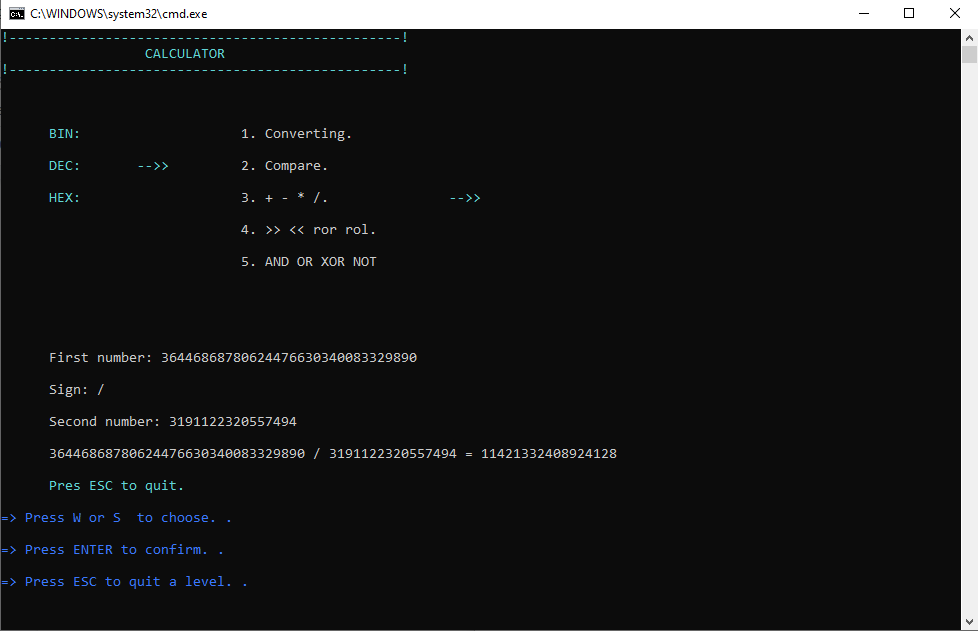 C:\WINDOWS\system32\cmd.exe
!-------------------------------------------------!
CALCULATOR
!-------------------------------------------------!
BIN: 1. Converting.
DEC: -->> 2. Compare.
HEX: 3. + - * /. -->>
4. >> << ror rol.
5. AND OR XOR NOT
First number: 36446868780624476630340083329890
Sign: /
Second number: 3191122320557494
36446868780624476630340083329890 / 3191122320557494 = 11421332408924128
Pres ESC to quit.
=> Press W or S  to choose. .
=> Press ENTER to confirm. .
=> Press ESC to quit a level. .